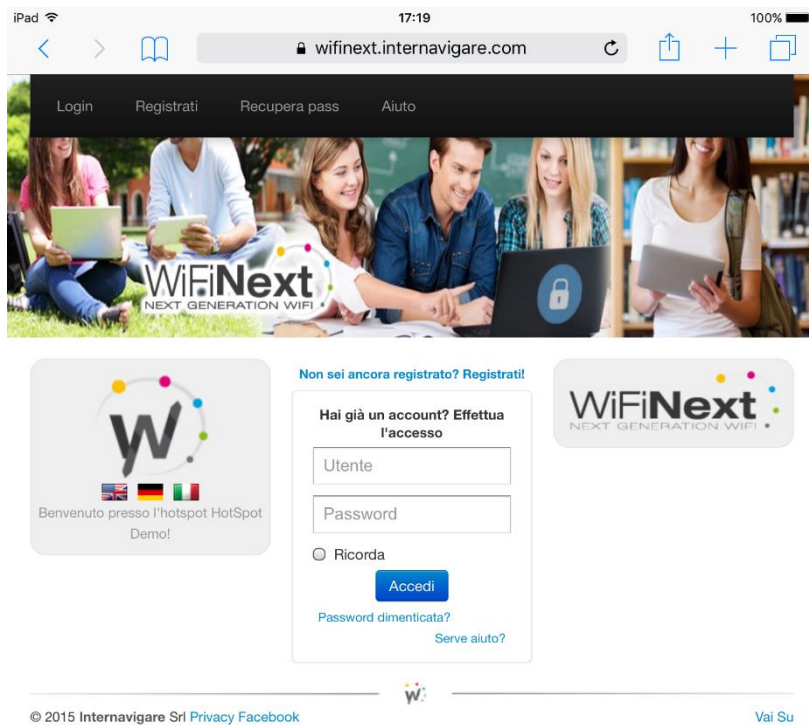 iPad
17:19
100%
wifinext.internavigare.com
Login Registrati Recupera pass Aiuto
WiFiNext
NEXT GENERATION WIFI
Non sei ancora registrato? Registrati!
Hai già un account? Effettua
l'accesso
Utente
Password
Ricorda
Accedi
Password dimenticata?
Serve aiuto?
W
Benvenuto presso l'hotspot HotSpot
Demo!
WiFiNext
NEXT GENERATION WIFI
W
© 2015 Internavigare Srl Privacy Facebook
Vai Su